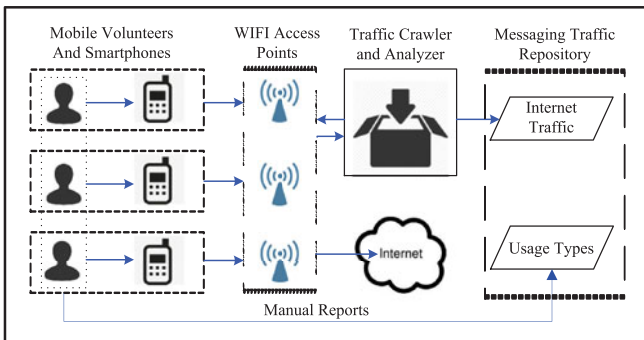 Mobile Volunteers
And Smartphones
WIFI Access
Points
Traffic Crawler
and Analyzer
Messaging Traffic
Repository
Internet
Traffic
Internet
Usage Types
Manual Reports